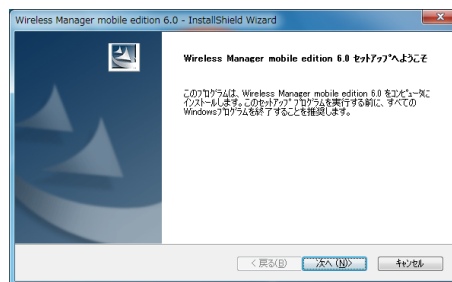 Wireless Manager mobile edition 6.0 - InstallShield Wizard
Wireless Manager mobile edition 6.0 ｾｯﾄｱｯﾌﾟへようこそ
このﾌﾟﾛｸﾞﾗﾑは、Wireless Manager mobile edition 6.0 をｺﾝﾋﾟｭｰﾀに
ｲﾝｽﾄｰﾙします。このｾｯﾄｱｯﾌﾟ ﾌﾟﾛｸﾞﾗﾑを実行する前に、すべての
Windowsﾌﾟﾛｸﾞﾗﾑを終了することを推奨します。
< 戻る(B)
次へ (N)>
ｷｬﾝｾﾙ